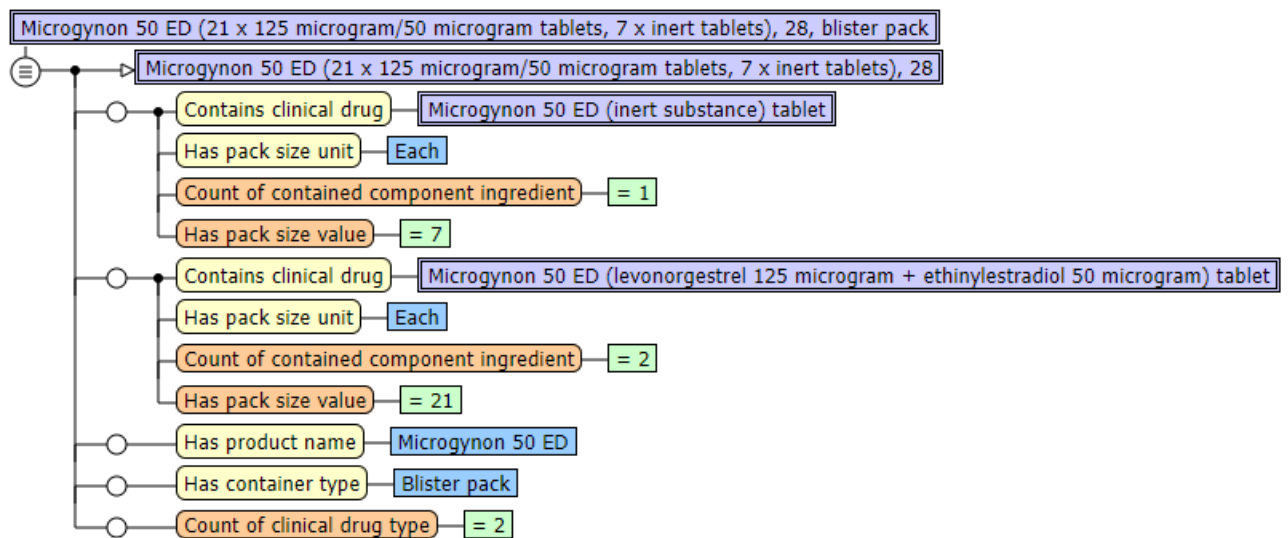 Microgynon 50 ED (21 x 125 microgram/50 microgram tablets, 7 x inert tablets), 28, blister pack
Microgynon 50 ED (21 x 125 microgram/50 microgram tablets, 7 x inert tablets), 28
Contains clinical drug Microgynon 50 ED (inert substance) tablet
Has pack size unit Each
Count of contained component ingredient = 1
Has pack size value = 7
Contains clinical drug Microgynon 50 ED (levonorgestrel 125 microgram + ethinylestradiol 50 microgram) tablet
Has pack size unit Each
Count of contained component ingredient = 2
Has pack size value = 21
Has product name Microgynon 50 ED
Has container type Blister pack
Count of clinical drug type = 2